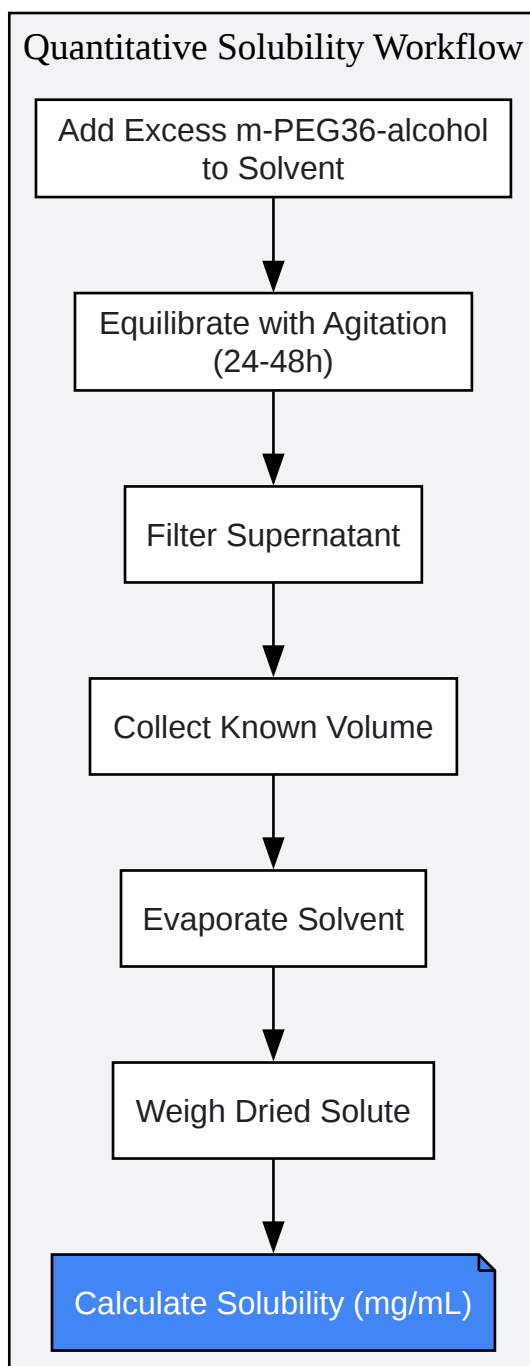 Quantitative Solubility Workflow
Add Excess m-PEG36-alcohol
to Solvent
Equilibrate with Agitation
(24-48h)
Filter Supernatant
Collect Known Volume
Evaporate Solvent
Weigh Dried Solute
Calculate Solubility (mg/mL)